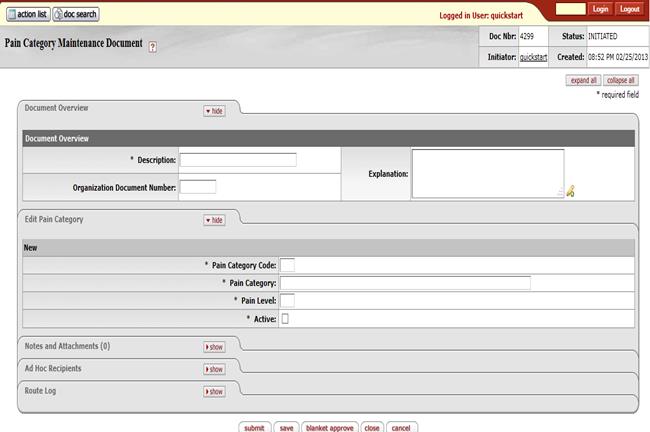 action list doc search Logged in User: quickstart Login Logout
Pain Category Maintenance Document ? Doc Nbr: 4299 Status: INITIATED
Initiator: quickstart Created: 08:52 PM 02/25/2013
expand all collapse all
* required field
Document Overview hide
Document Overview
* Description: Explanation:
Organization Document Number:
Edit Pain Category hide
New
* Pain Category Code:
* Pain Category:
* Pain Level:
* Active:
Notes and Attachments (0) show
Ad Hoc Recipients show
Route Log show
submit save blanket approve close cancel